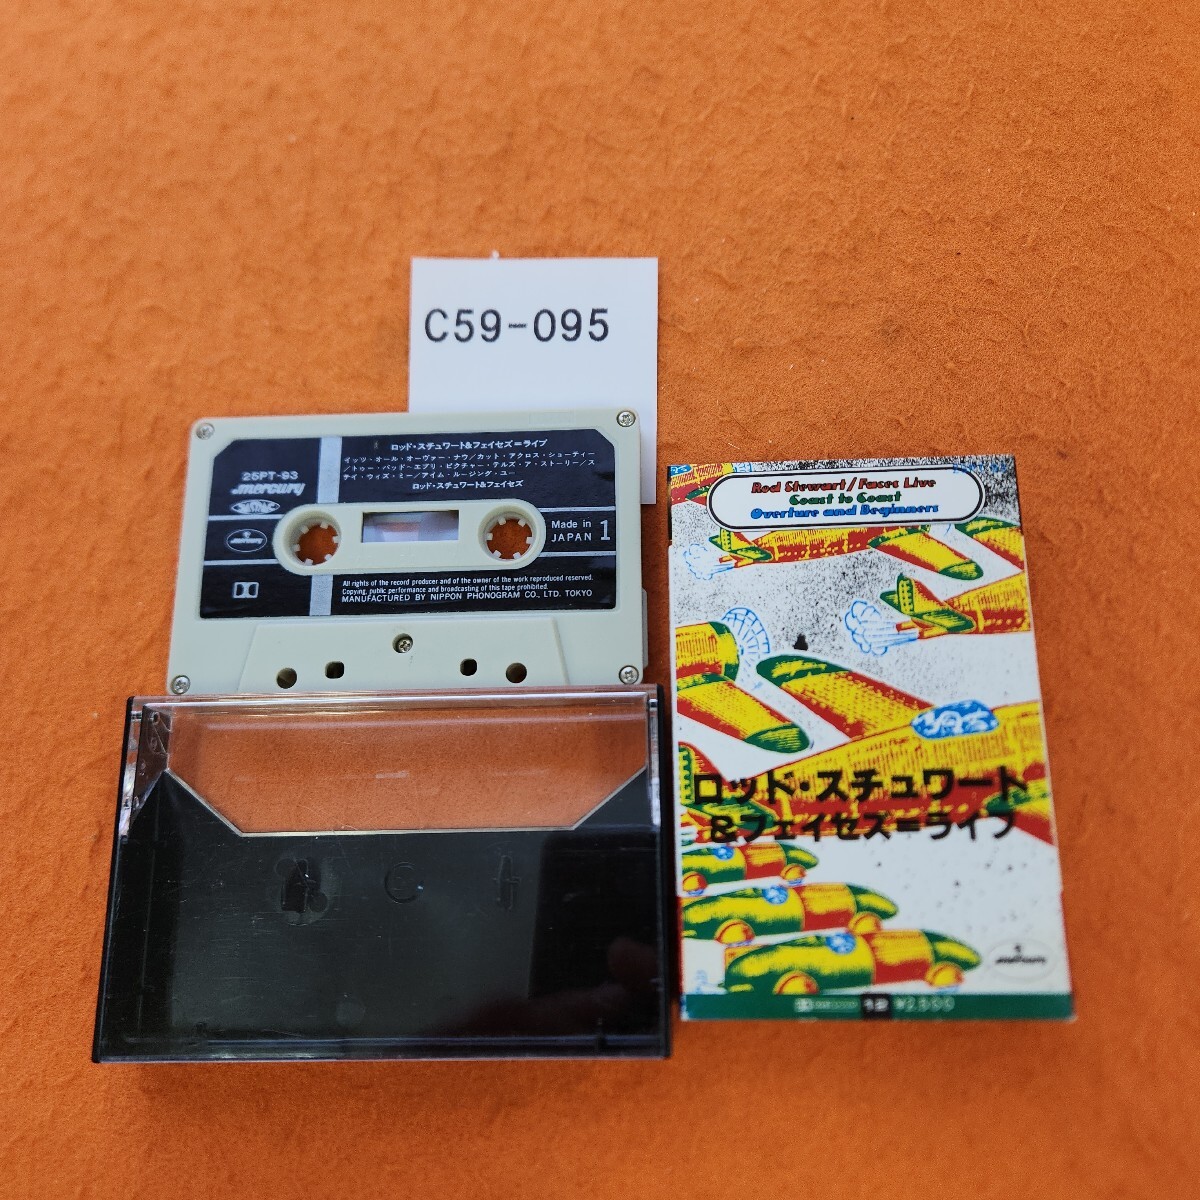 C59-095
ロッド・スチュワート&フェイセズ=ライブ
イッツ・オール・オーヴァー・ナウ/カット・アクロス・ショーティー
/トゥー・バッド〜エブリ・ピクチャー・テルズ・ア・ストーリー/ス
テイ・ウィズ・ミー/アイム・ルージング・ユー
ロッド・スチュワート&フェイセズ
25PT-93
mercury
mercury
Made in
JAPAN 1
All rights of the record producer and of the owner of the work reproduced reserved.
Copying, public performance and broadcasting of this tape prohibited.
MANUFACTURED BY NIPPON PHONOGRAM CO., LTD. TOKYO
Rod Stewart/Faces Live
Coast to Coast
Overture and Beginners
ロッド・スチュワート
&フェイセズ=ライブ
mercury
12 ¥2,500